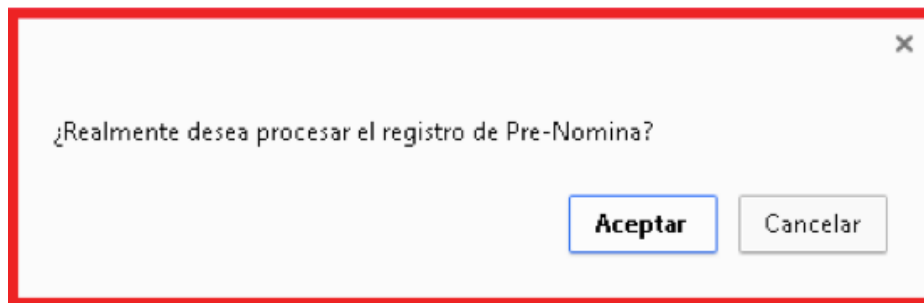 ¿Realmente desea procesar el registro de Pre-Nomina?
Aceptar
Cancelar